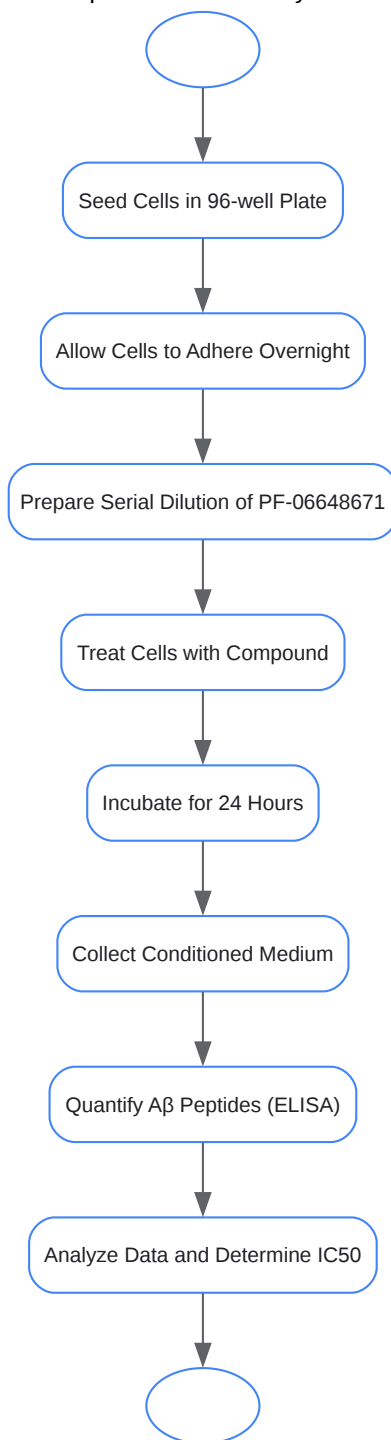 Seed Cells in 96-well Plate
Allow Cells to Adhere Overnight
Prepare Serial Dilution of PF-06648671
Treat Cells with Compound
Incubate for 24 Hours
Collect Conditioned Medium
Quantify Aβ Peptides (ELISA)
Analyze Data and Determine IC50